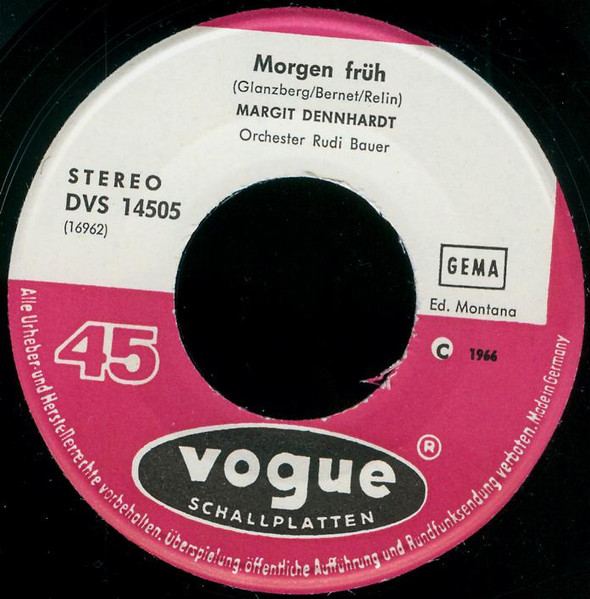 Morgen früh
(Glanzberg/Bernet/Relin)
MARGIT DENNHARDT
Orchester Rudi Bauer
STEREO
DVS 14505
(16962)
GEMA
Ed. Montana
45
C 1966
vogue ®
SCHALLPLATTEN
Alle Urheber-und Herstellerrechte vorbehalten. Überspielung, öffentliche Aufführung und Rundfunksendung verboten. Made in Germany